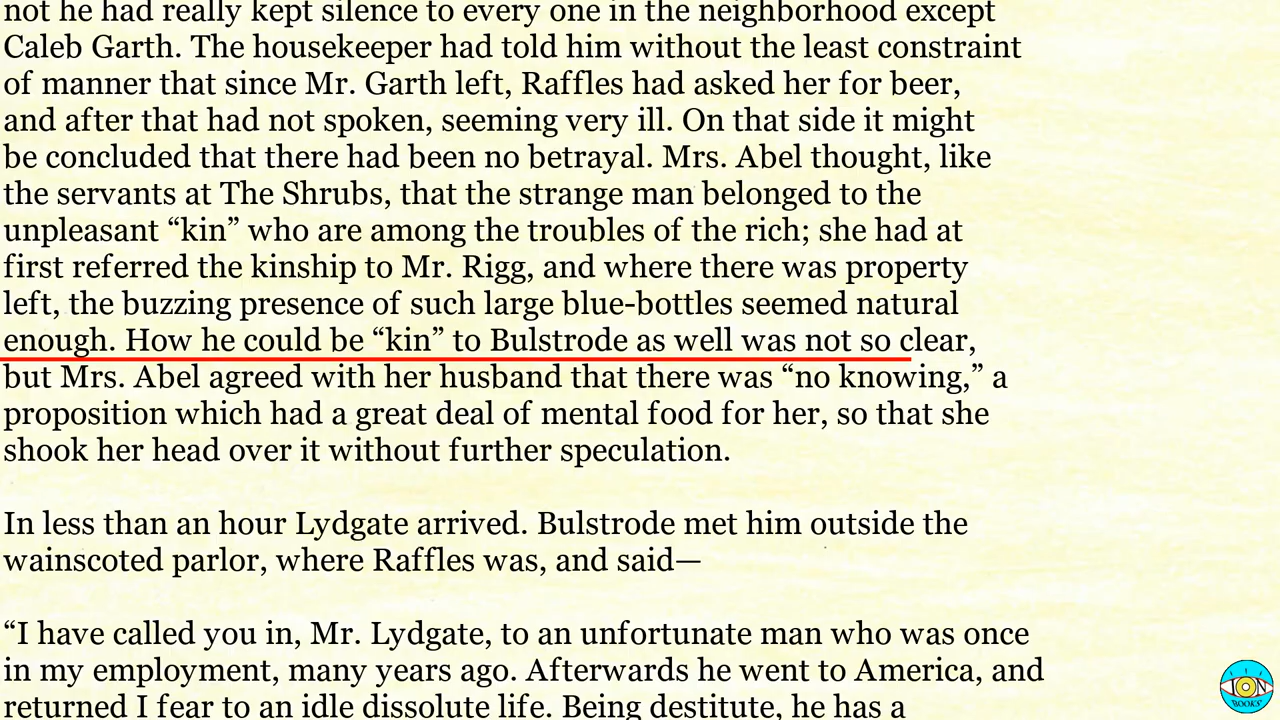 not he had really kept silence to every one in the neighborhood except
Caleb Garth. The housekeeper had told him without the least constraint
of manner that since Mr. Garth left, Raffles had asked her for beer,
and after that had not spoken, seeming very ill. On that side it might
be concluded that there had been no betrayal. Mrs. Abel thought, like
the servants at The Shrubs, that the strange man belonged to the
unpleasant “kin” who are among the troubles of the rich; she had at
first referred the kinship to Mr. Rigg, and where there was property
left, the buzzing presence of such large blue-bottles seemed natural
enough. How he could be “kin” to Bulstrode as well was not so clear,
but Mrs. Abel agreed with her husband that there was “no knowing,” a
proposition which had a great deal of mental food for her, so that she
shook her head over it without further speculation.
In less than an hour Lydgate arrived. Bulstrode met him outside the
wainscoted parlor, where Raffles was, and said—
“I have called you in, Mr. Lydgate, to an unfortunate man who was once
in my employment, many years ago. Afterwards he went to America, and
returned I fear to an idle dissolute life. Being destitute, he has a
ION
BOOKS